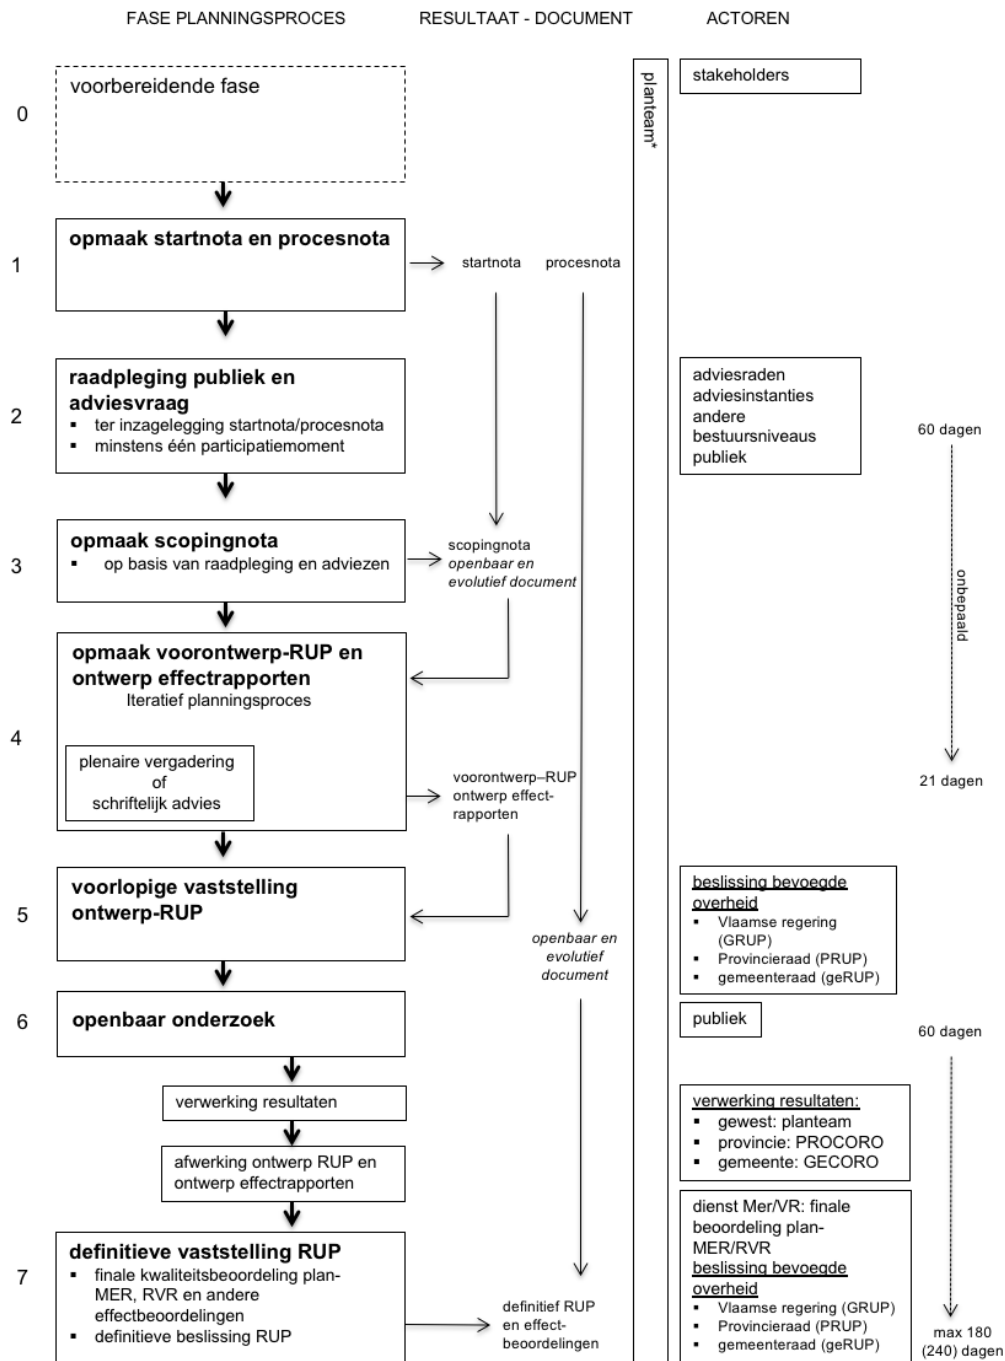 FASE PLANNINGSPROCES RESULTAAT - DOCUMENT ACTOREN
0
voorbereidende fase
planteam*
stakeholders
1
opmaak startnota en procesnota
startnota procesnota
2
raadpleging publiek en
adviesvraag
▪ ter inzagelegging startnota/procesnota
▪ minstens één participatiemoment
adviesraden
adviesinstanties
andere
bestuursniveaus
publiek
60 dagen
3
opmaak scopingnota
▪ op basis van raadpleging en adviezen
scopingnota
openbaar en
evolutief document
onbepaald
4
opmaak voorontwerp-RUP en
ontwerp effectrapporten
Iteratief planningsproces
plenaire vergadering
of
schriftelijk advies
voorontwerp–RUP
ontwerp effect-
rapporten
21 dagen
5
voorlopige vaststelling
ontwerp-RUP
openbaar en
evolutief
document
beslissing bevoegde
overheid
▪ Vlaamse regering
(GRUP)
▪ Provincieraad (PRUP)
▪ gemeenteraad (geRUP)
6
openbaar onderzoek
publiek
60 dagen
verwerking resultaten
afwerking ontwerp RUP en
ontwerp effectrapporten
verwerking resultaten:
▪ gewest: planteam
▪ provincie: PROCORO
▪ gemeente: GECORO
7
definitieve vaststelling RUP
▪ finale kwaliteitsbeoordeling plan-
MER, RVR en andere
effectbeoordelingen
▪ definitieve beslissing RUP
definitief RUP
en effect-
beoordelingen
dienst Mer/VR: finale
beoordeling plan-
MER/RVR
beslissing bevoegde
overheid
▪ Vlaamse regering (GRUP)
▪ Provincieraad (PRUP)
▪ gemeenteraad (geRUP)
max 180
(240) dagen